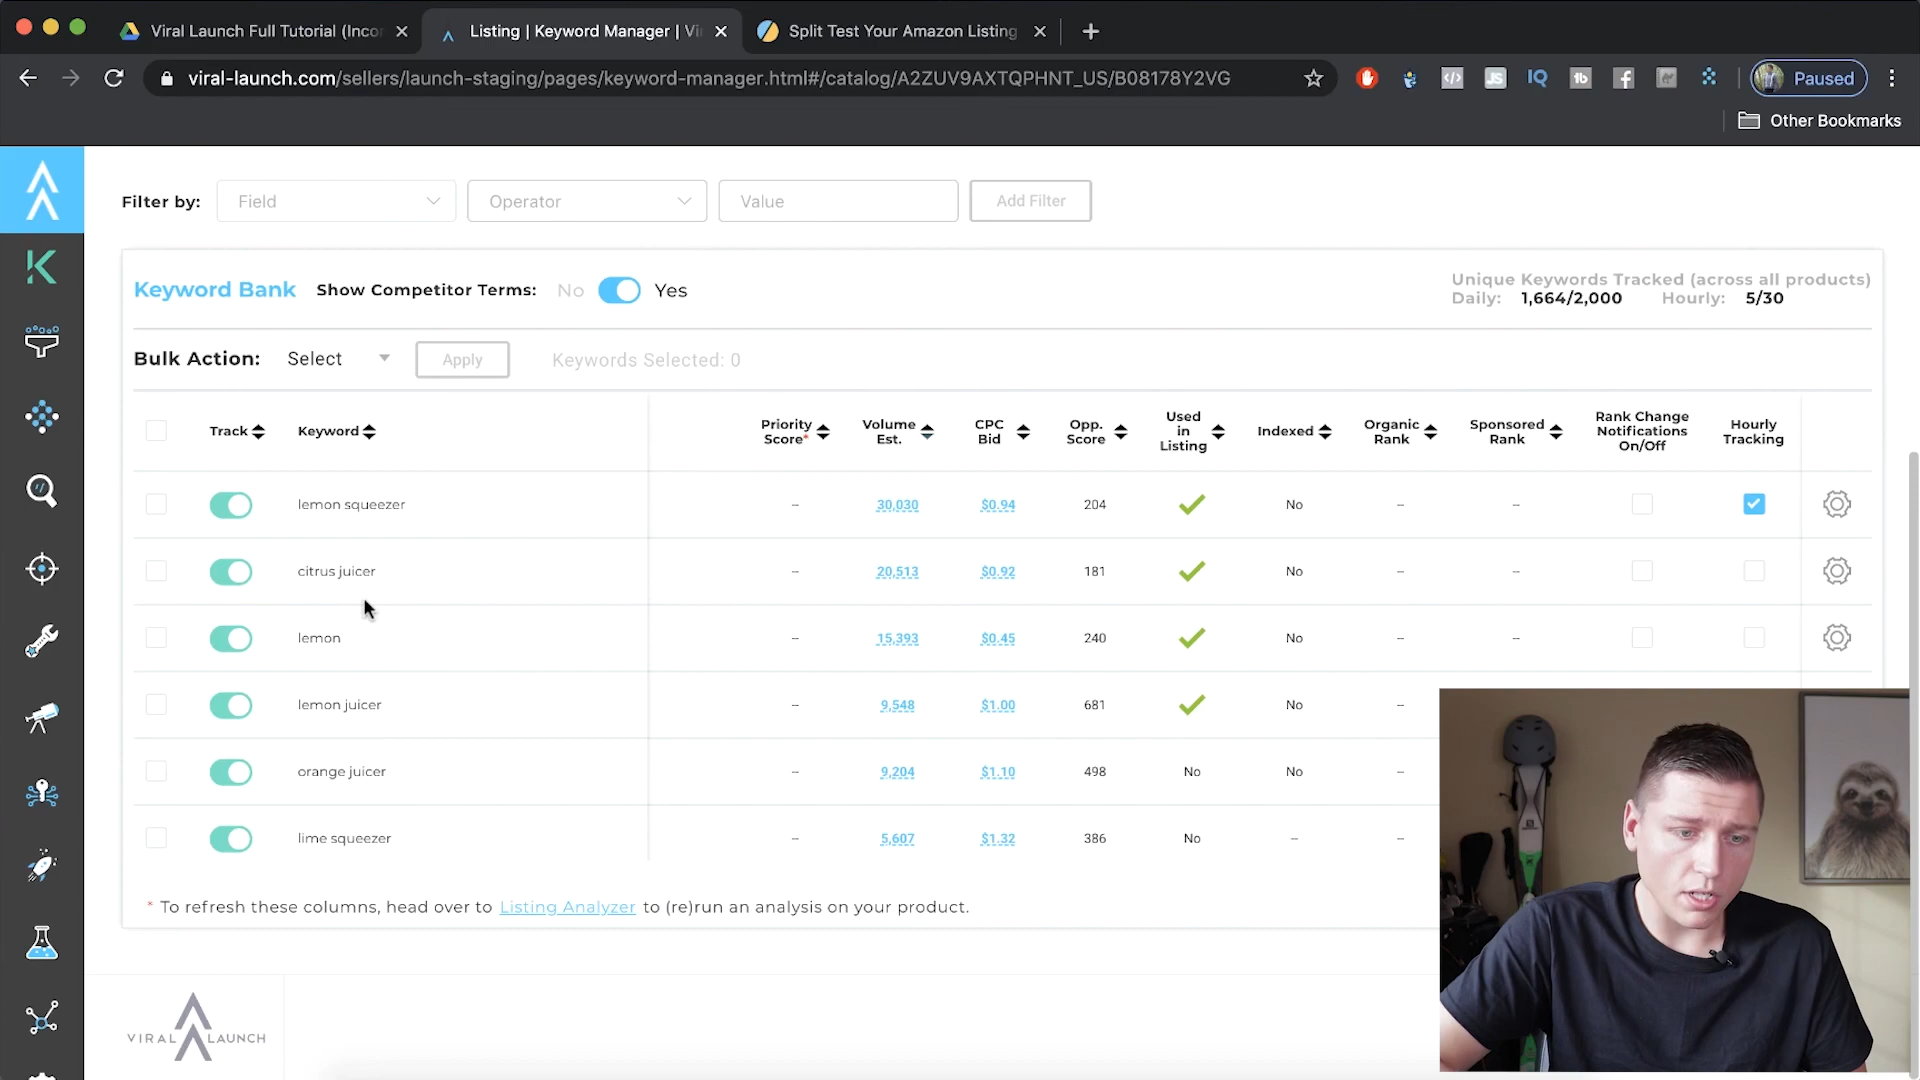 Viral Launch Full Tutorial (Inco
Listing | Keyword Manager | Vi
Split Test Your Amazon Listing
viral-launch.com/sellers/launch-staging/pages/keyword-manager.html#/catalog/A2ZUV9AXTQPHNT_US/B08178Y2VG
JS
IQ
tb
Paused
Other Bookmarks
Filter by:
Field
Operator
Value
Add Filter
Keyword Bank
Show Competitor Terms:
No
Yes
Unique Keywords Tracked (across all products)
Daily: 1,664/2,000 Hourly: 5/30
Bulk Action:
Select
Apply
Keywords Selected: 0
Track Keyword Priority Score* Volume Est. CPC Bid Opp. Score Used in Listing Indexed Organic Rank Sponsored Rank Rank Change Notifications On/Off Hourly Tracking
lemon squeezer -- 30,030 $0.94 204 No -- --
citrus juicer -- 20,513 $0.92 181 No -- --
lemon -- 15,393 $0.45 240 No -- --
lemon juicer -- 9,548 $1.00 681 No --
orange juicer -- 9,204 $1.10 498 No No --
lime squeezer -- 5,607 $1.32 386 No -- --
* To refresh these columns, head over to Listing Analyzer to (re)run an analysis on your product.
VIRAL LAUNCH